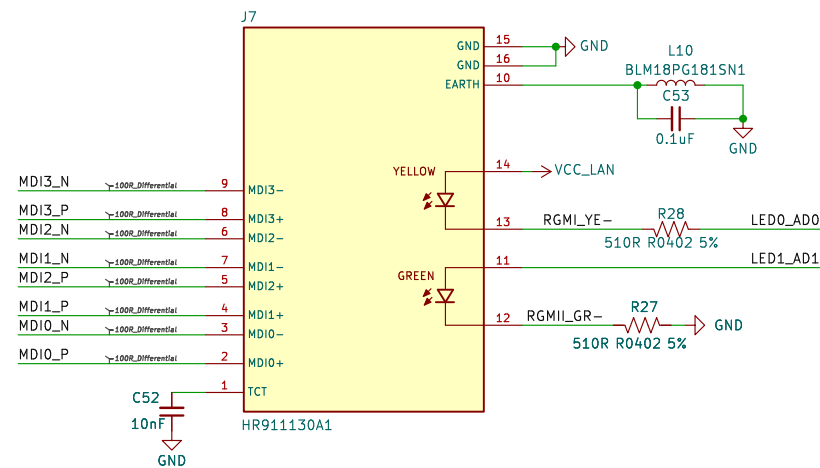 J7
15
GND
GND
16
GND
L10
BLM18PG181SN1
10
EARTH
C53
0.1uF
GND
14
YELLOW
VCC_LAN
MDI3_N
100R_Differential
9
MDI3-
MDI3_P
100R_Differential
8
MDI3+
13
RGMI_YE-
R28
LED0_AD0
510R R0402 5%
MDI2_N
100R_Differential
6
MDI2-
MDI1_N
100R_Differential
7
MDI1-
11
LED1_AD1
GREEN
MDI2_P
100R_Differential
5
MDI2+
MDI1_P
100R_Differential
4
MDI1+
12
RGMII_GR-
R27
GND
510R R0402 5%
MDI0_N
100R_Differential
3
MDI0-
MDI0_P
100R_Differential
2
MDI0+
1
TCT
C52
10nF
GND
HR911130A1